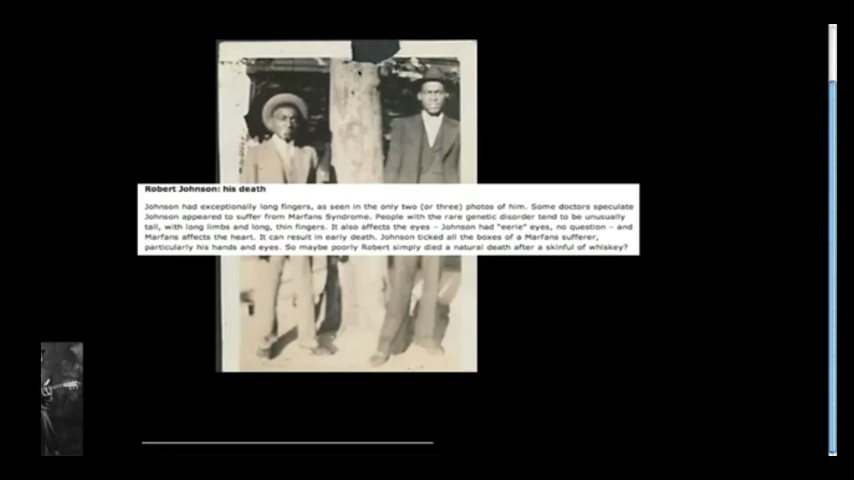 Robert Johnson: his death
Johnson had exceptionally long fingers, as seen in the only two (or three) photos of him. Some doctors speculate
Johnson appeared to suffer from Marfans Syndrome. People with the rare genetic disorder tend to be unusually
tall, with long limbs and long, thin fingers. It also affects the eyes – Johnson had "eerie" eyes, no question – and
Marfans affects the heart. It can result in early death. Johnson ticked all the boxes of a Marfans sufferer,
particularly his hands and eyes. So maybe poorly Robert simply died a natural death after a skinful of whiskey?